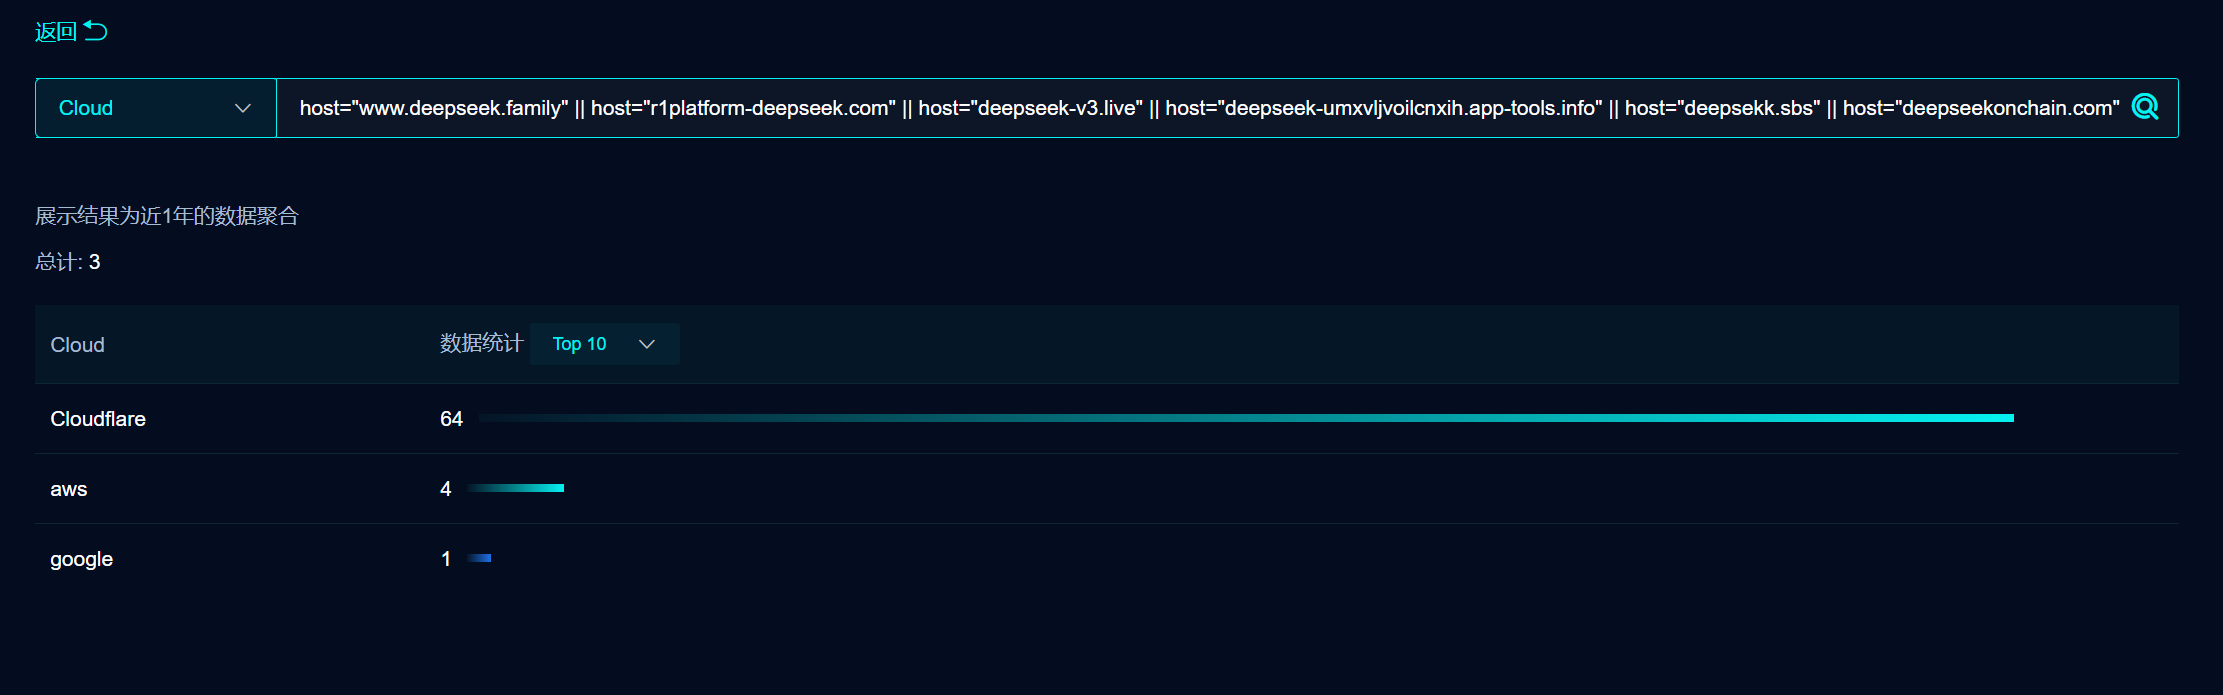 返回
Cloud host="www.deepseek.family" || host="r1platform-deepseek.com" || host="deepseek-v3.live" || host="deepseek-umxvljvoilcnxih.app-tools.info" || host="deepsekk.sbs" || host="deepseekonchain.com"
展示结果为近1年的数据聚合
总计: 3
Cloud 数据统计 Top 10
Cloudflare 64
aws 4
google 1